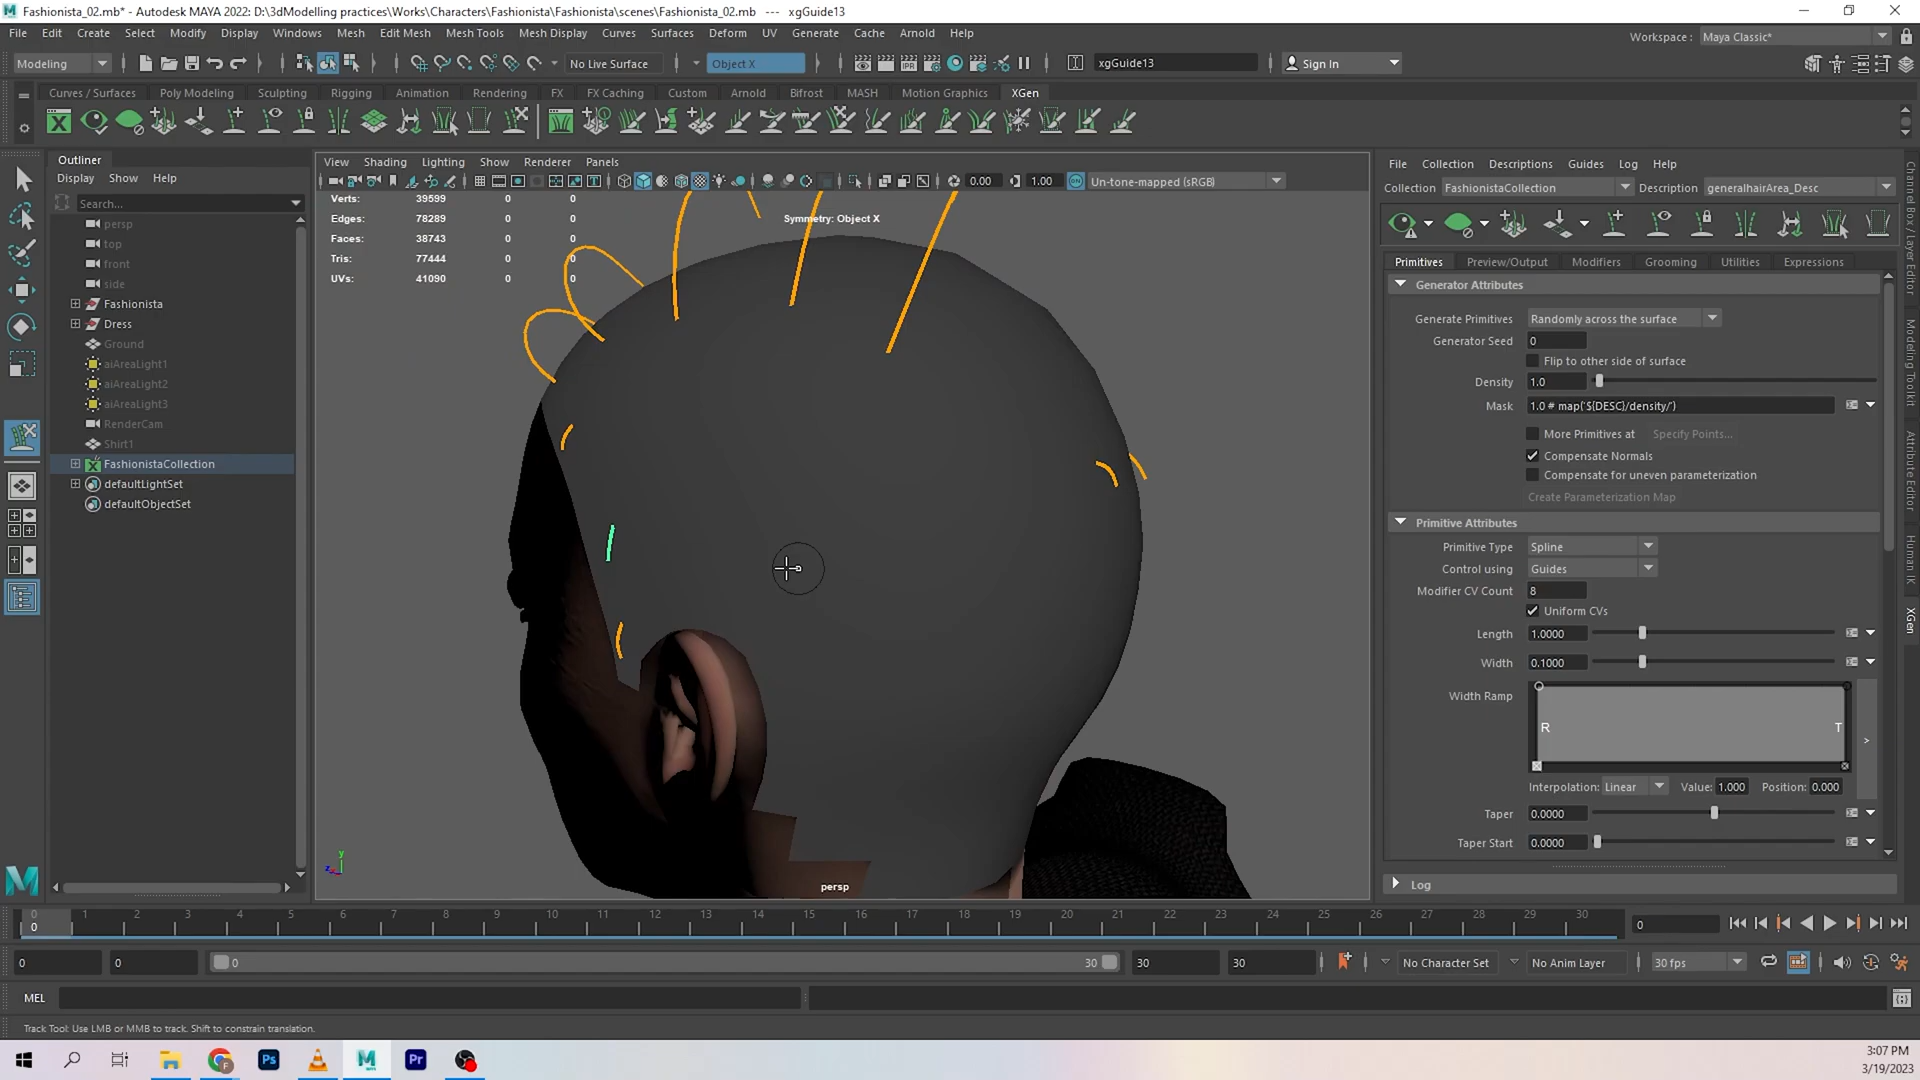 Fashionista_02.mb* - Autodesk MAYA 2022: D:\3dModelling practices\Works\Characters\Fashionista\Fashionista\scenes\Fashionista_02.mb --- xgGuide13
File Edit Create Select Modify Display Windows Mesh Edit Mesh Mesh Tools Mesh Display Curves Surfaces Deform UV Generate Cache Arnold Help
Workspace : Maya Classic*
Modeling No Live Surface Object X xgGuide13 Sign In
Curves / Surfaces Poly Modeling Sculpting Rigging Animation Rendering FX FX Caching Custom Arnold Bifrost MASH Motion Graphics XGen
Outliner
Display Show Help
Search...
persp
top
front
side
Fashionista
Dress
Ground
aiAreaLight1
aiAreaLight2
aiAreaLight3
RenderCam
Shirt1
FashionistaCollection
defaultLightSet
defaultObjectSet
View Shading Lighting Show Renderer Panels
0.00 1.00 ON Un-tone-mapped (sRGB)
Verts: 39599 0 0
Symmetry: Object X
Edges: 78289 0 0
Faces: 38743 0 0
Tris: 77444 0 0
UVs: 41090 0 0
y
persp
File Collection Descriptions Guides Log Help
Collection FashionistaCollection Description generalhairArea_Desc
Primitives Preview/Output Modifiers Grooming Utilities Expressions
Generator Attributes
Generate Primitives Randomly across the surface
Generator Seed 0
Flip to other side of surface
Density 1.0
Mask 1.0 # map('${DESC}/density/')
More Primitives at Specify Points...
Compensate Normals
Compensate for uneven parameterization
Create Parameterization Map
Primitive Attributes
Primitive Type Spline
Control using Guides
Modifier CV Count 8
Uniform CVs
Length 1.0000
Width 0.1000
Width Ramp
R T
>
Interpolation: Linear Value: 1.000 Position: 0.000
Taper 0.0000
Taper Start 0.0000
Log
Channel Box / Layer Editor
Modeling Toolkit
Attribute Editor
Human IK
XGen
0 1 2 3 4 5 6 7 8 9 10 11 12 13 14 15 16 17 18 19 20 21 22 23 24 25 26 27 28 29 30
0
0
0 0 0 30 30 30 No Character Set No Anim Layer 30 fps
MEL
Track Tool: Use LMB or MMB to track. Shift to constrain translation.
3:07 PM
3/19/2023